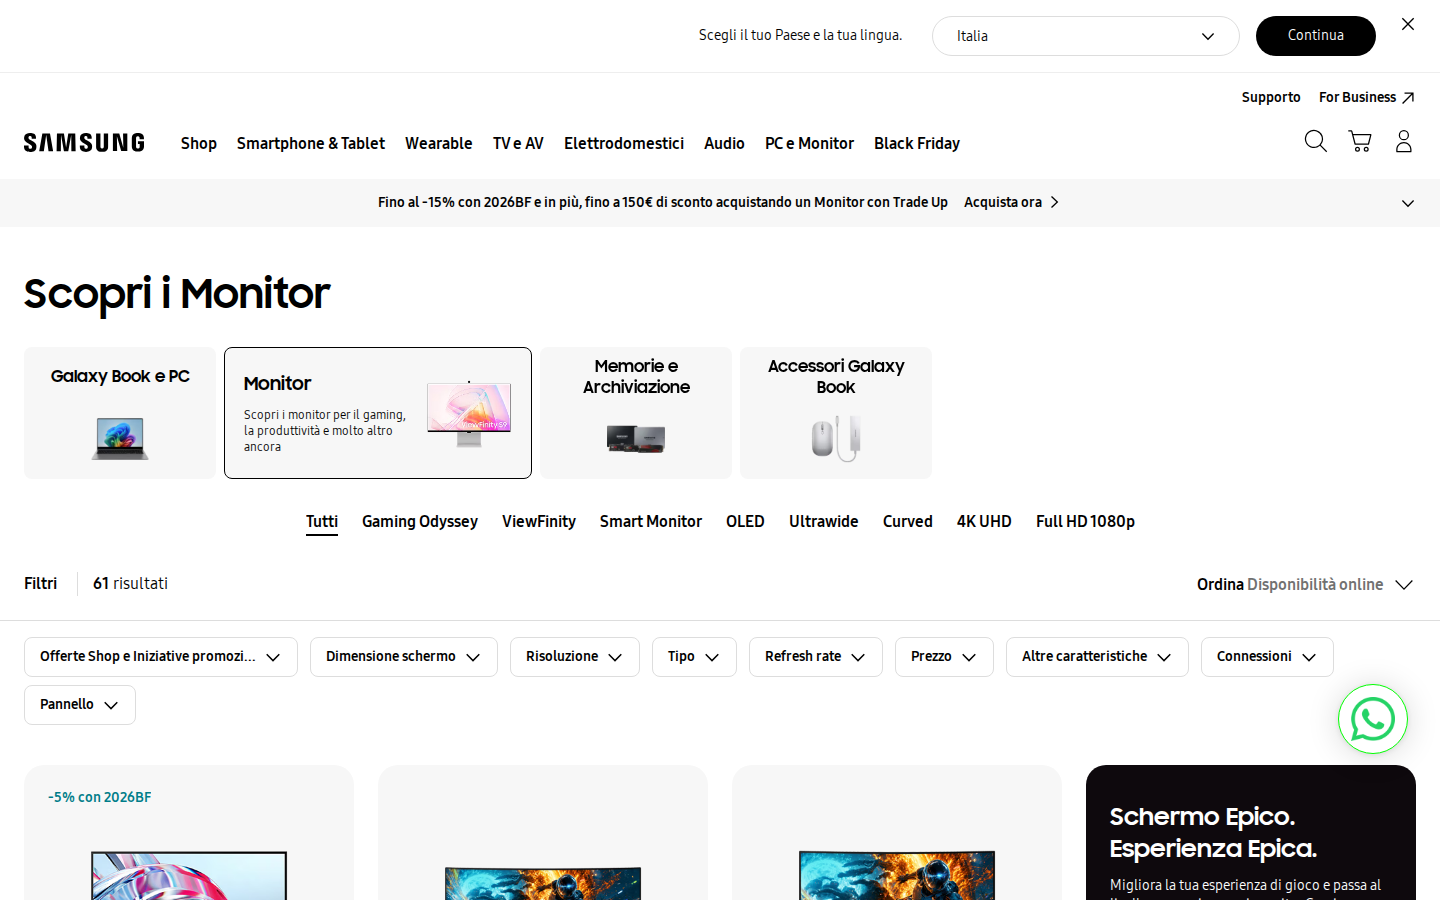 Scegli il tuo Paese e la tua lingua.
Italia
Continua
Supporto
For Business
SAMSUNG
Shop
Smartphone & Tablet
Wearable
TV e AV
Elettrodomestici
Audio
PC e Monitor
Black Friday
Fino al -15% con 2026BF e in più, fino a 150€ di sconto acquistando un Monitor con Trade Up
Acquista ora
Scopri i Monitor
Galaxy Book e PC
Monitor
Scopri i monitor per il gaming,
la produttività e molto altro
ancora
ViewFinity S9
Memorie e
Archiviazione
Accessori Galaxy
Book
Tutti
Gaming Odyssey
ViewFinity
Smart Monitor
OLED
Ultrawide
Curved
4K UHD
Full HD 1080p
Filtri
61 risultati
Ordina Disponibilità online
Offerte Shop e Iniziative promozi...
Dimensione schermo
Risoluzione
Tipo
Refresh rate
Prezzo
Altre caratteristiche
Connessioni
Pannello
-5% con 2026BF
Schermo Epico.
Esperienza Epica.
Migliora la tua esperienza di gioco e passa al